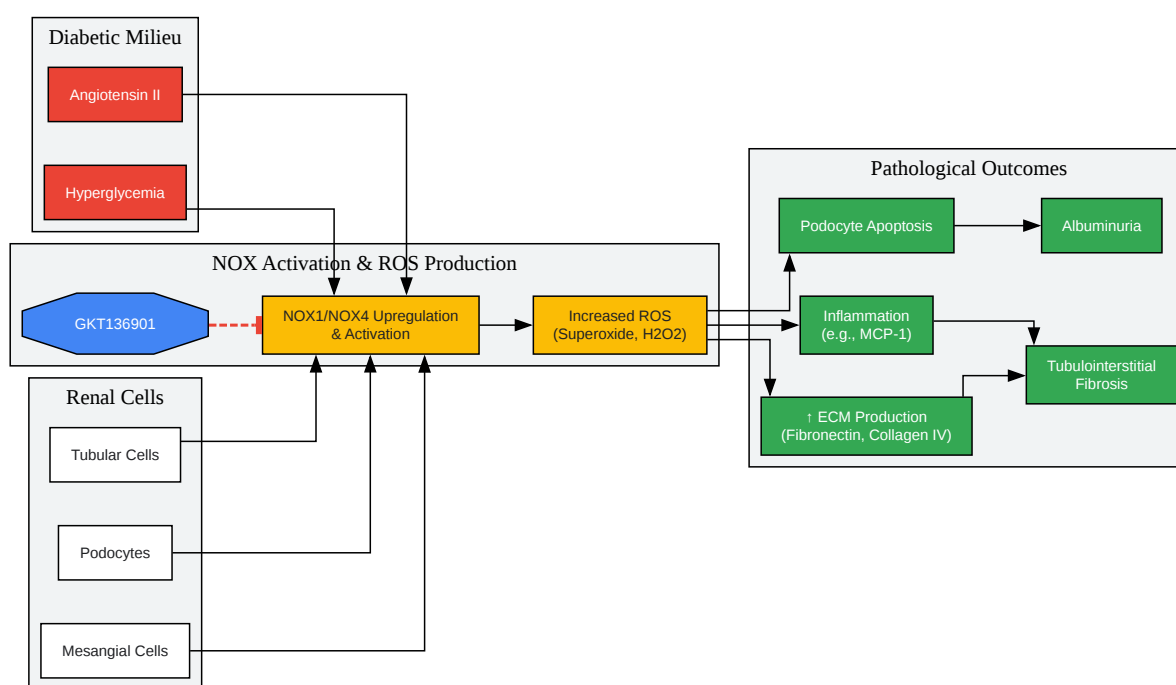 Diabetic Milieu
Angiotensin II
Hyperglycemia
NOX Activation & ROS Production
GKT136901
NOX1/NOX4 Upregulation
& Activation
Increased ROS
(Superoxide, H2O2)
Renal Cells
Tubular Cells
Podocytes
Mesangial Cells
Pathological Outcomes
Podocyte Apoptosis
Albuminuria
Inflammation
(e.g., MCP-1)
Tubulointerstitial
Fibrosis
↑ ECM Production
(Fibronectin, Collagen IV)